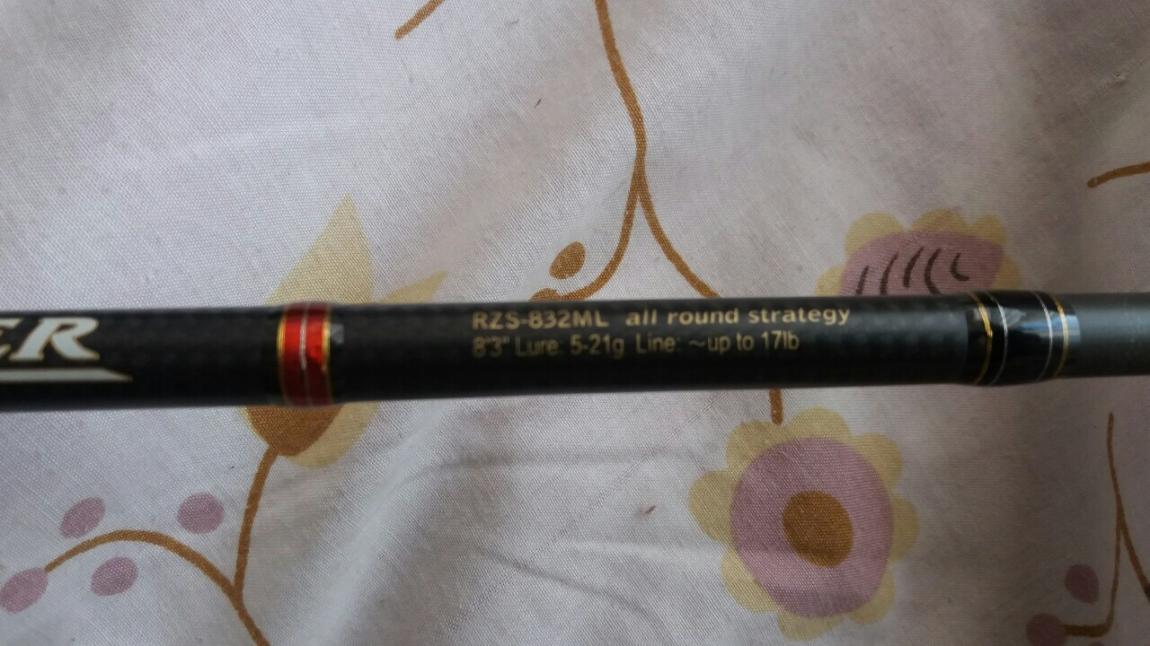 ER
RZS-832ML all round strategy
8'3" Lure: 5-21g Line: ~up to 17lb